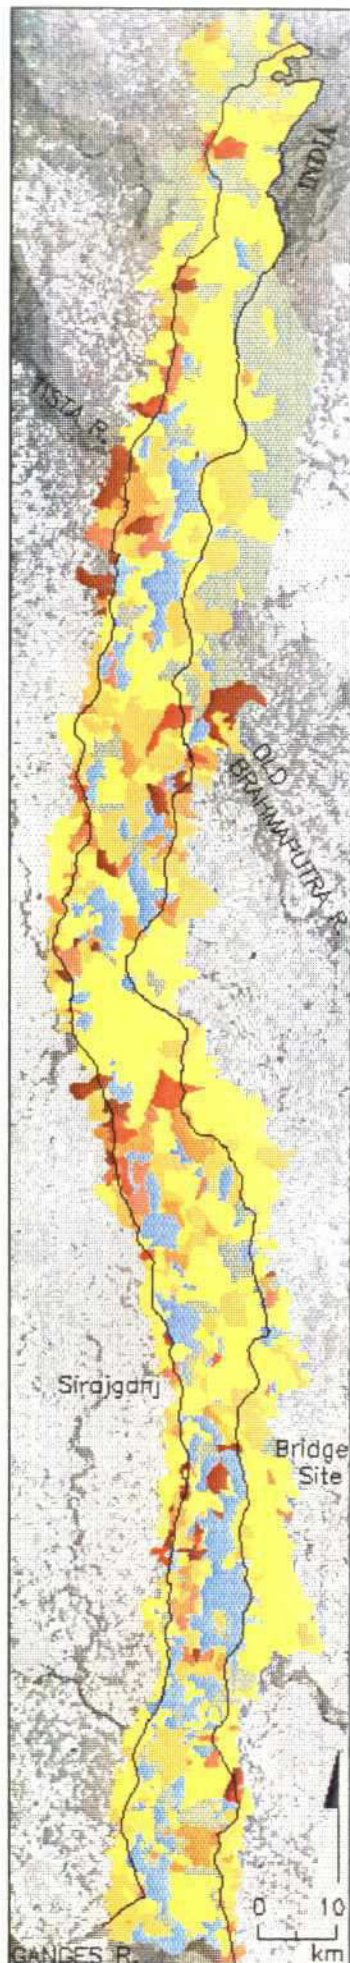 INDIA
TISTA R.
OLD
BRAHMAPUTRA R.
Sirajganj
Bridge
Site
0 10
km
GANGES R.